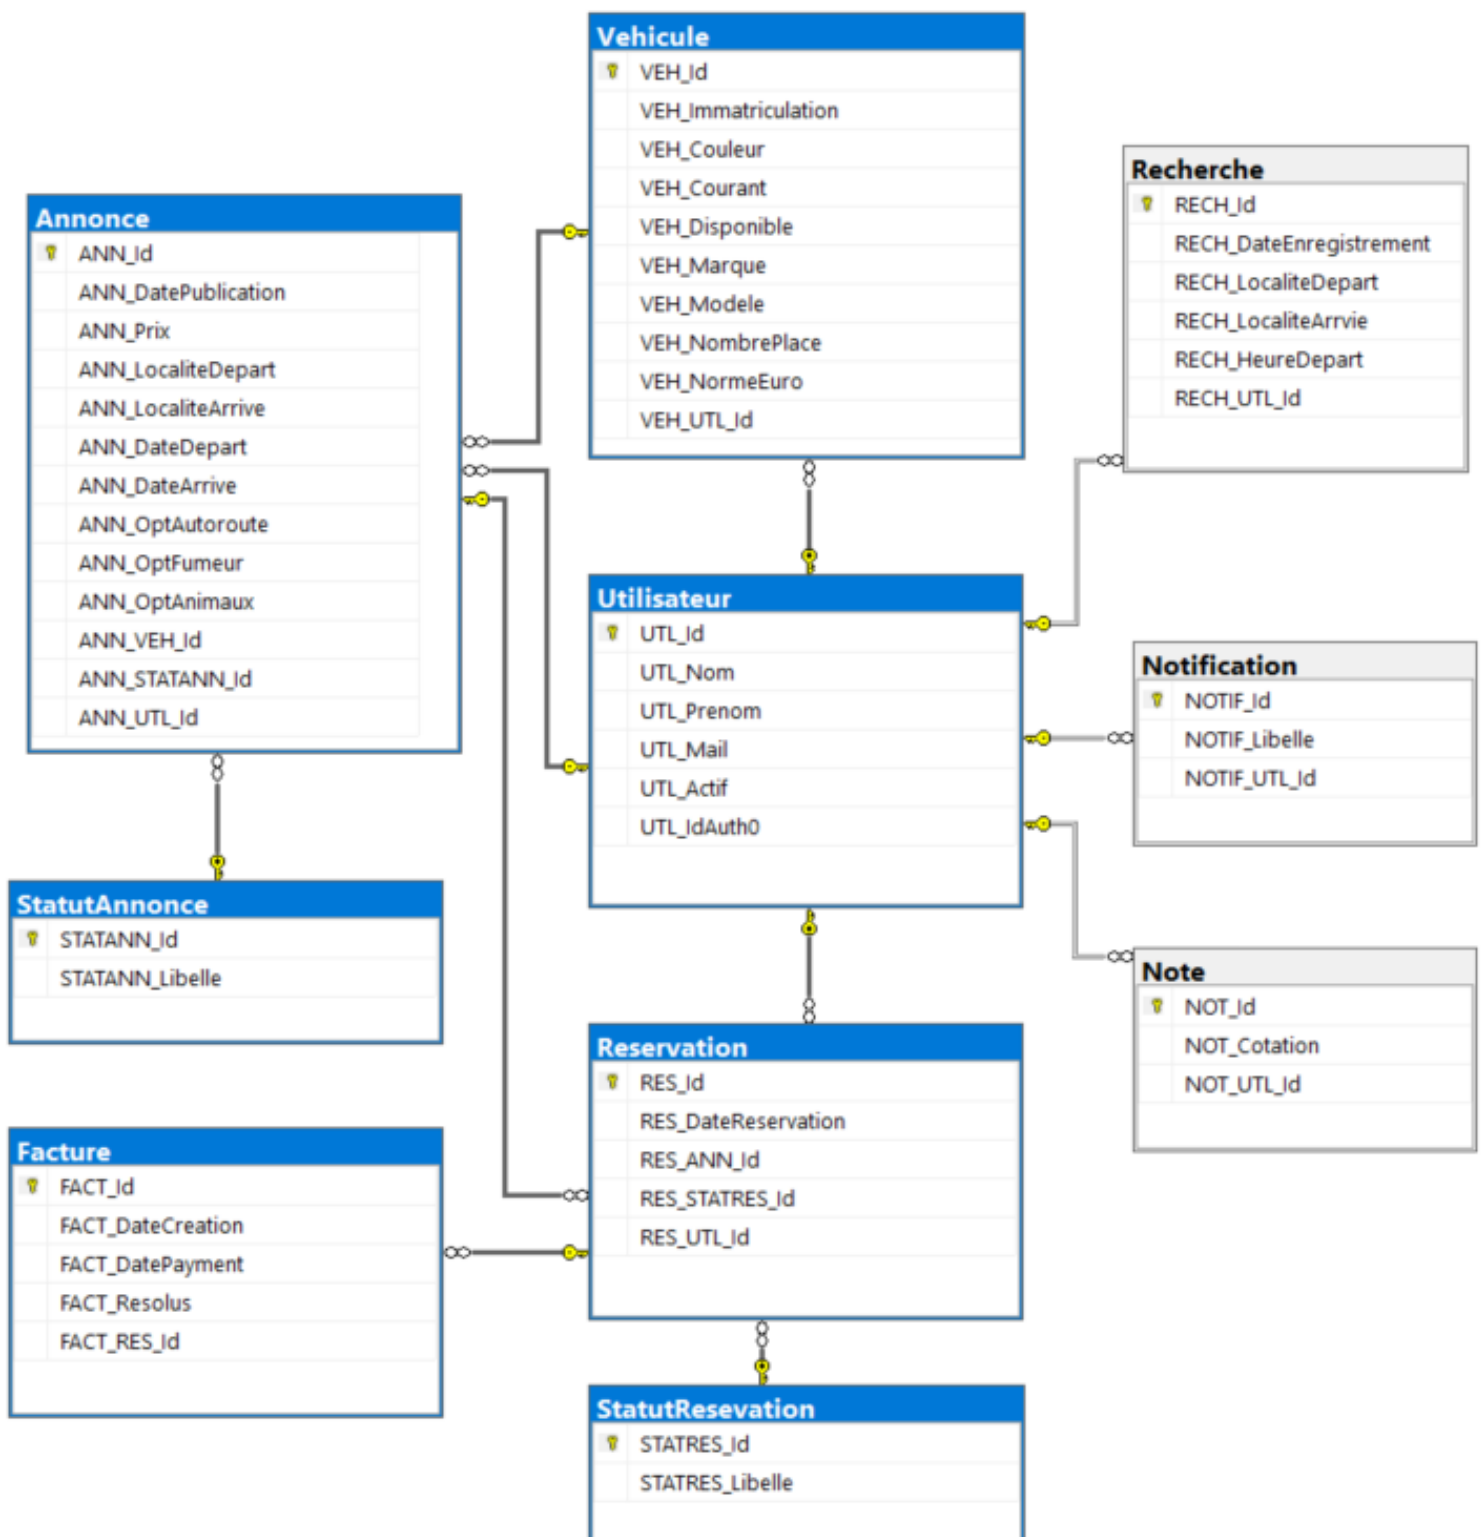 Vehicule
VEH_Id
VEH_Immatriculation
VEH_Couleur
VEH_Courant
VEH_Disponible
VEH_Marque
VEH_Modele
VEH_NombrePlace
VEH_NormeEuro
VEH_UTL_Id
Recherche
RECH_Id
RECH_DateEnregistrement
RECH_LocaliteDepart
RECH_LocaliteArrvie
RECH_HeureDepart
RECH_UTL_Id
Annonce
ANN_Id
ANN_DatePublication
ANN_Prix
ANN_LocaliteDepart
ANN_LocaliteArrive
ANN_DateDepart
ANN_DateArrive
ANN_OptAutoroute
ANN_OptFumeur
ANN_OptAnimaux
ANN_VEH_Id
ANN_STATANN_Id
ANN_UTL_Id
Utilisateur
UTL_Id
UTL_Nom
UTL_Prenom
UTL_Mail
UTL_Actif
UTL_IdAuth0
Notification
NOTIF_Id
NOTIF_Libelle
NOTIF_UTL_Id
StatutAnnonce
STATANN_Id
STATANN_Libelle
Note
NOT_Id
NOT_Cotation
NOT_UTL_Id
Reservation
RES_Id
RES_DateReservation
RES_ANN_Id
RES_STATRES_Id
RES_UTL_Id
Facture
FACT_Id
FACT_DateCreation
FACT_DatePayment
FACT_Resolus
FACT_RES_Id
StatutResevation
STATRES_Id
STATRES_Libelle